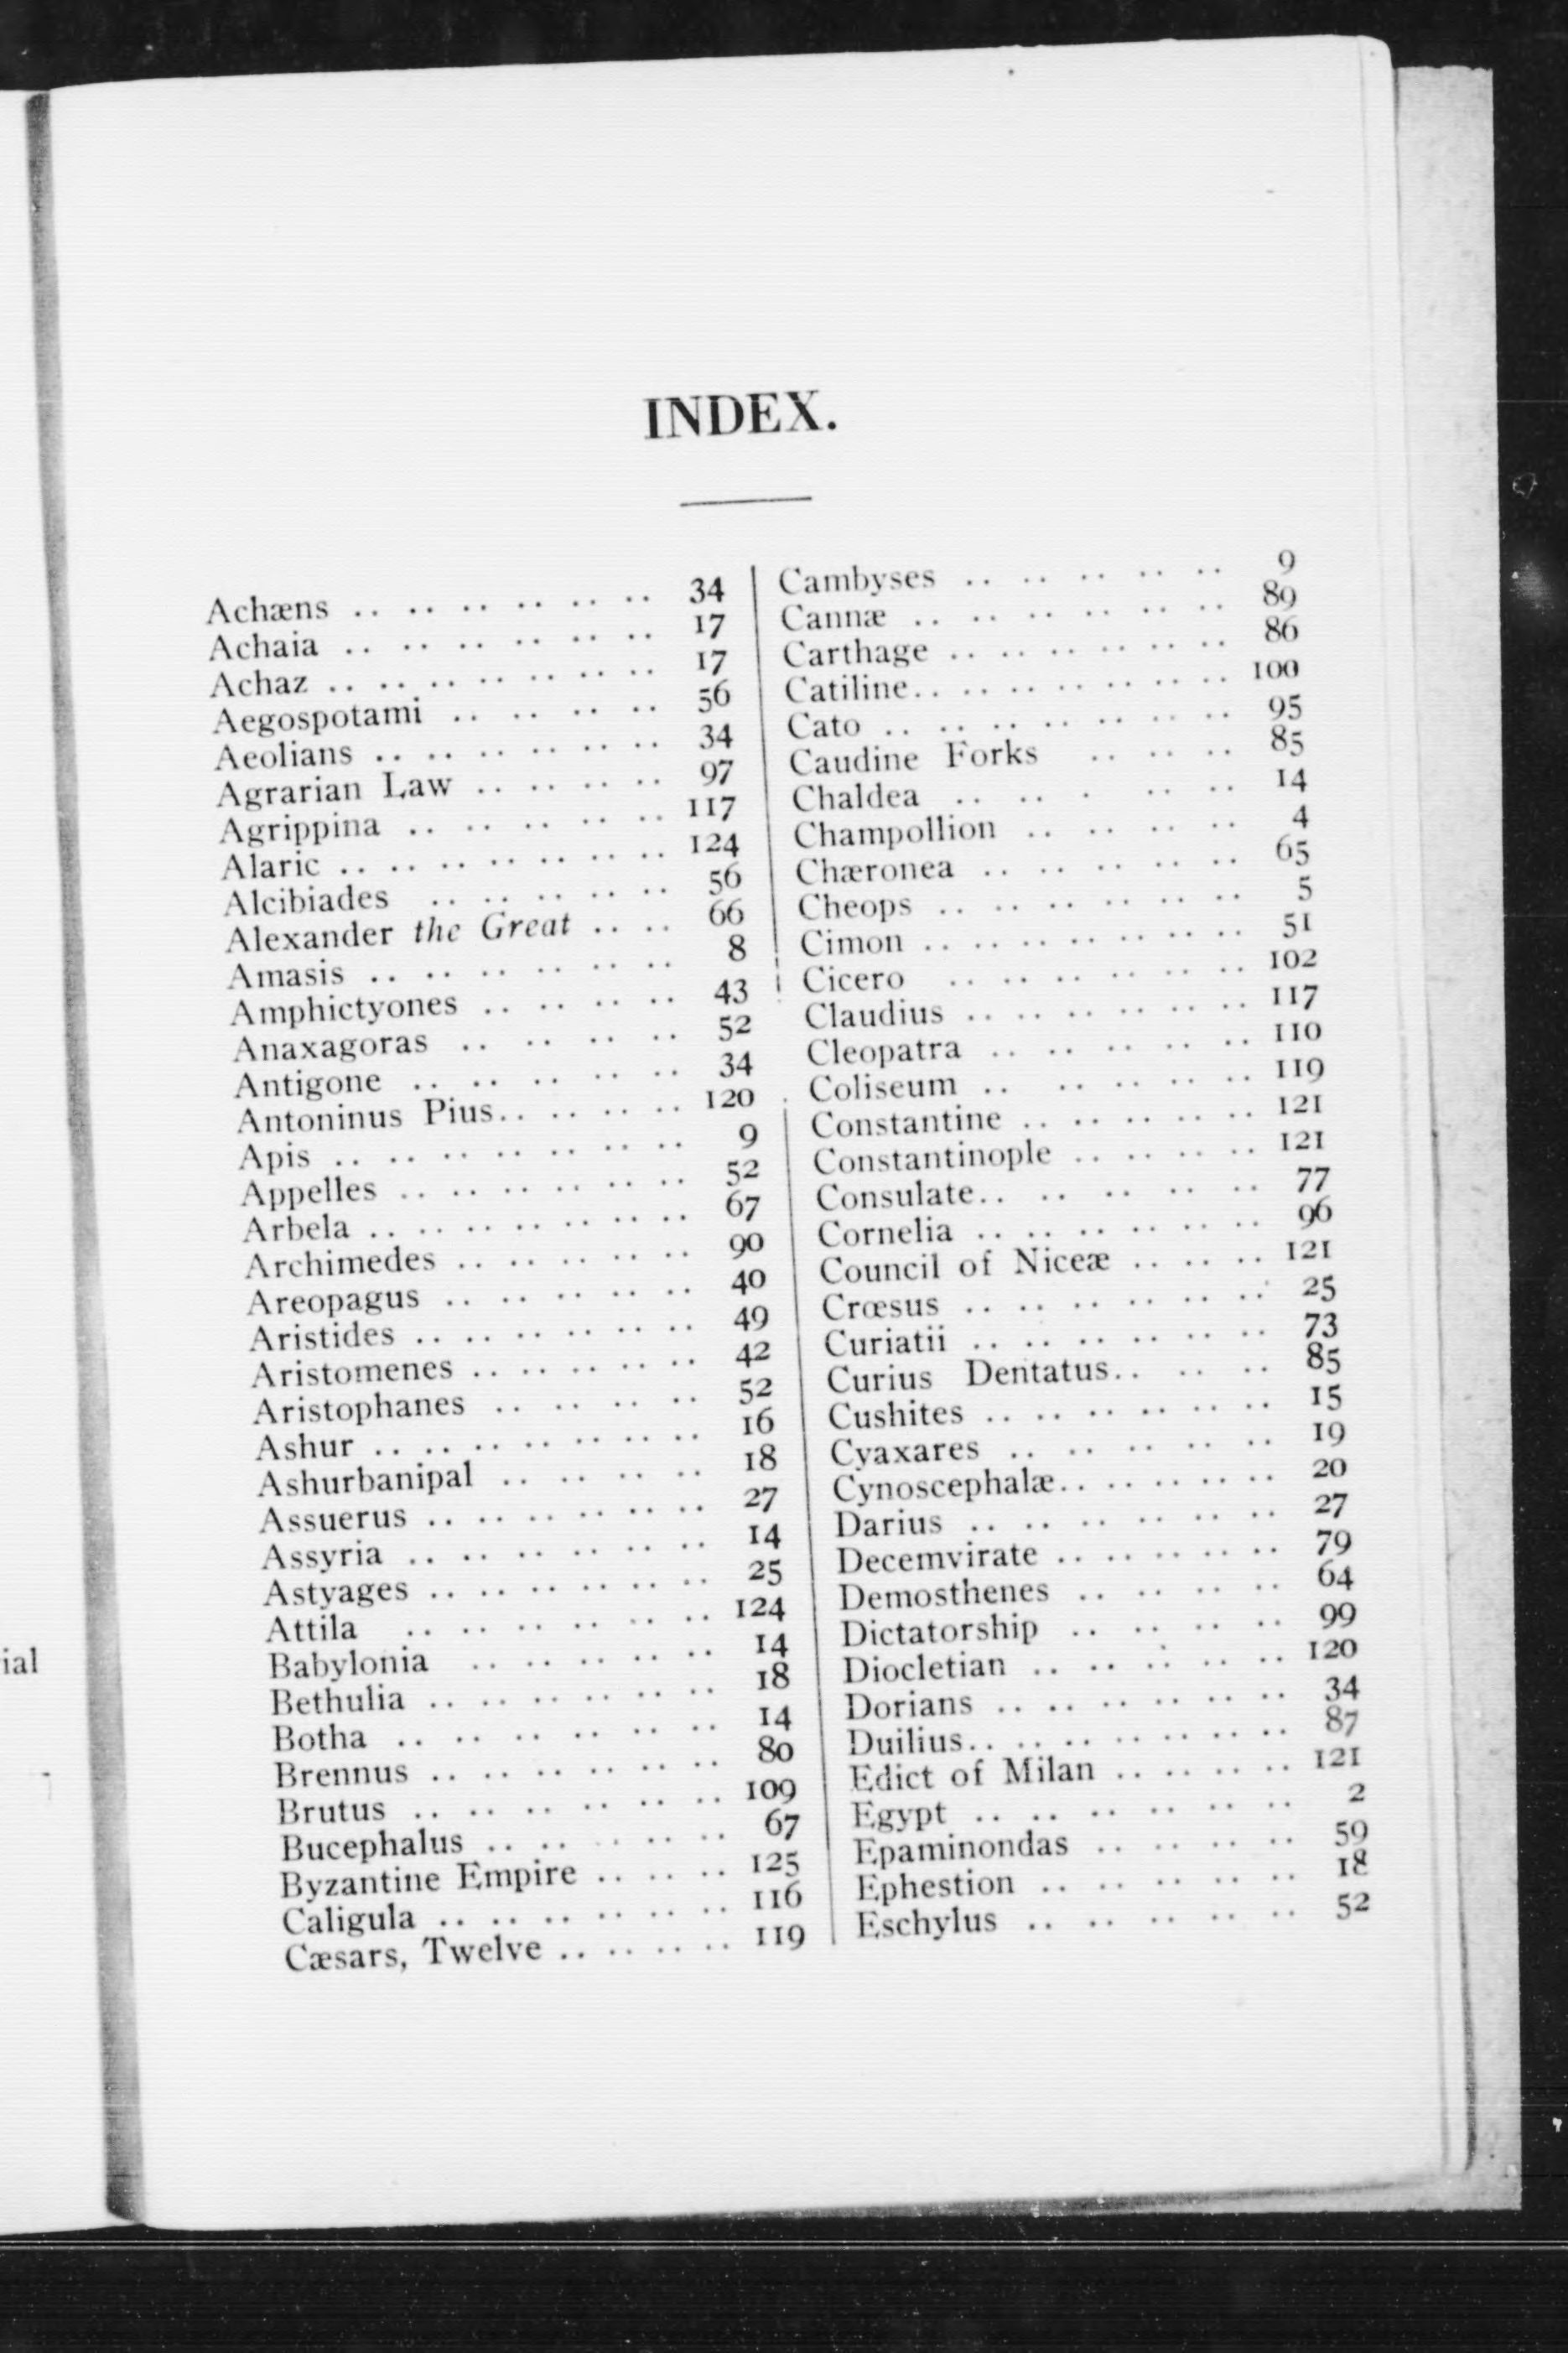 INDEX.
Achæns .. .. .. .. .. .. 34
Achaia .. .. .. .. .. .. 17
Achaz .. .. .. .. .. .. .. 17
Aegospotami .. .. .. .. 56
Aeolians .. .. .. .. .. .. 34
Agrarian Law .. .. .. .. 97
Agrippina .. .. .. .. .. 117
Alaric .. .. .. .. .. .. .. 124
Alcibiades .. .. .. .. .. 56
Alexander the Great .. .. 66
Amasis .. .. .. .. .. .. 8
Amphictyones .. .. .. .. 43
Anaxagoras .. .. .. .. .. 52
Antigone .. .. .. .. .. 34
Antoninus Pius.. .. .. .. 120
Apis .. .. .. .. .. .. .. 9
Appelles .. .. .. .. .. .. 52
Arbela .. .. .. .. .. .. .. 67
Archimedes .. .. .. .. .. 90
Areopagus .. .. .. .. .. 40
Aristides .. .. .. .. .. .. 49
Aristomenes .. .. .. .. .. 42
Aristophanes .. .. .. .. 52
Ashur .. .. .. .. .. .. .. 16
Ashurbanipal .. .. .. .. 18
Assuerus .. .. .. .. .. .. 27
Assyria .. .. .. .. .. .. 14
Astyages .. .. .. .. .. .. 25
Attila .. .. .. .. .. .. 124
Babylonia .. .. .. .. .. 14
Bethulia .. .. .. .. .. .. 18
Botha .. .. .. .. .. .. 14
Brennus .. .. .. .. .. .. 80
Brutus .. .. .. .. .. .. 109
Bucephalus .. .. .. .. .. 67
Byzantine Empire .. .. .. 125
Caligula .. .. .. .. .. .. 116
Cæsars, Twelve .. .. .. .. 119
Cambyses .. .. .. .. .. 9
Cannæ .. .. .. .. .. .. 89
Carthage .. .. .. .. .. .. 86
Catiline.. .. .. .. .. .. .. 100
Cato .. .. .. .. .. .. .. 95
Caudine Forks .. .. .. 85
Chaldea .. .. . .. .. .. 14
Champollion .. .. .. .. .. 4
Chæronea .. .. .. .. .. 65
Cheops .. .. .. .. .. .. 5
Cimon .. .. .. .. .. .. .. 51
Cicero .. .. .. .. .. .. 102
Claudius .. .. .. .. .. .. 117
Cleopatra .. .. .. .. .. 110
Coliseum .. .. .. .. .. 119
Constantine .. .. .. .. .. 121
Constantinople .. .. .. .. 121
Consulate.. .. .. .. .. .. 77
Cornelia .. .. .. .. .. .. 96
Council of Niceæ .. .. .. 121
Crœsus .. .. .. .. .. .. 25
Curiatii .. .. .. .. .. .. 73
Curius Dentatus.. .. .. 85
Cushites .. .. .. .. .. .. 15
Cyaxares .. .. .. .. .. 19
Cynoscephalæ.. .. .. .. .. 20
Darius .. .. .. .. .. .. 27
Decemvirate .. .. .. .. .. 79
Demosthenes .. .. .. .. 64
Dictatorship .. .. .. .. 99
Diocletian .. .. .. .. .. 120
Dorians .. .. .. .. .. .. 34
Duilius.. .. .. .. .. .. .. 87
Edict of Milan .. .. .. .. 121
Egypt .. .. .. .. .. .. 2
Epaminondas .. .. .. .. 59
Ephestion .. .. .. .. .. 18
Eschylus .. .. .. .. .. 52
ial